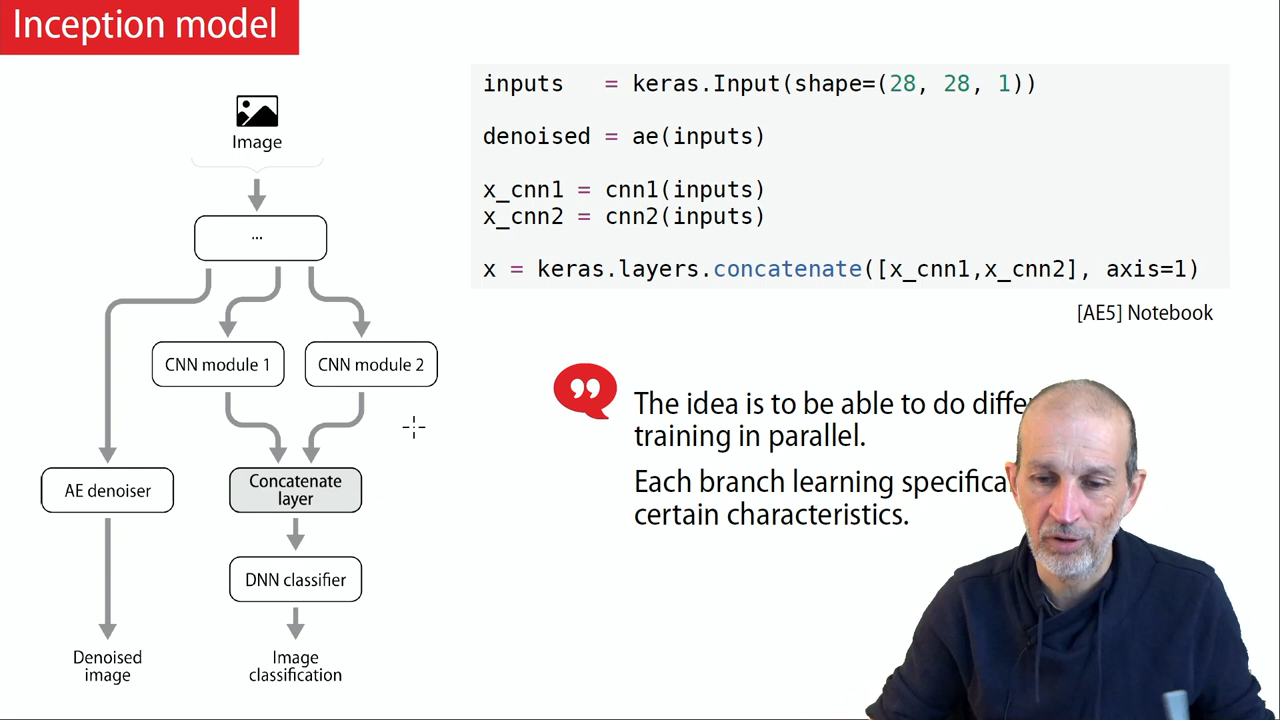 Inception model
Image
...
CNN module 1
CNN module 2
AE denoiser
Concatenate
layer
DNN classifier
Denoised
image
Image
classification
inputs   = keras.Input(shape=(28, 28, 1))
denoised = ae(inputs)
x_cnn1 = cnn1(inputs)
x_cnn2 = cnn2(inputs)
x = keras.layers.concatenate([x_cnn1,x_cnn2], axis=1)
[AE5] Notebook
The idea is to be able to do
training in parallel.
Each branch learning
certain characteristics.